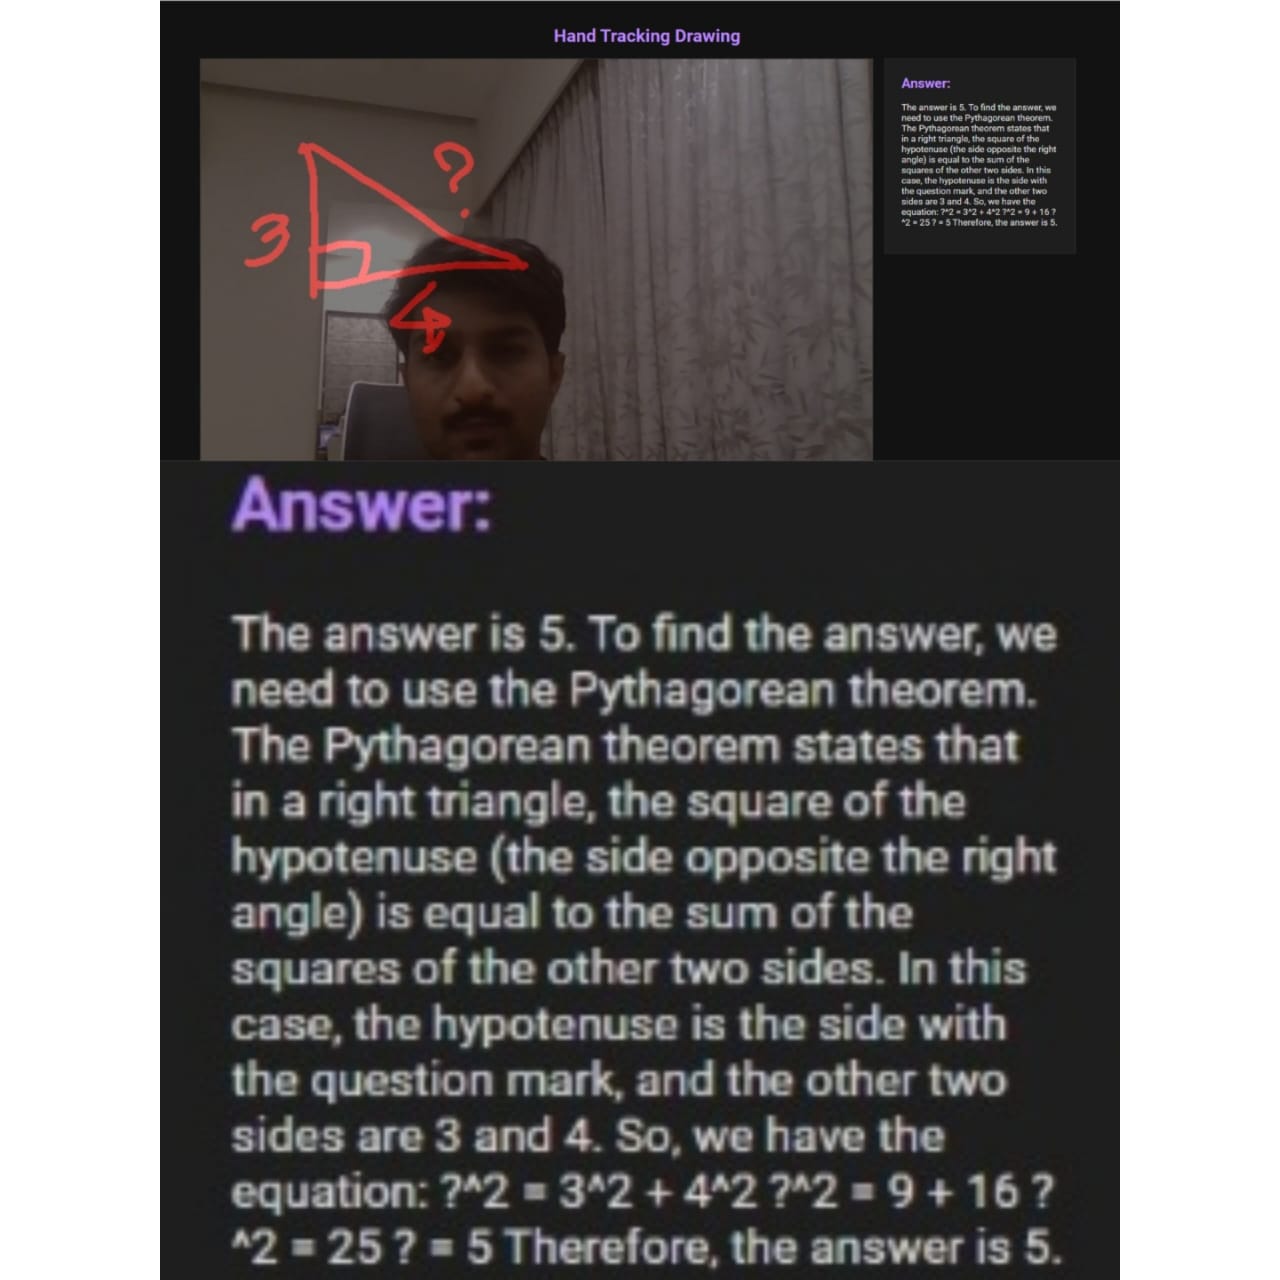 Hand Tracking Drawing
?
3
4
Answer:
The answer is 5. To find the answer, we
need to use the Pythagorean theorem.
The Pythagorean theorem states that
in a right triangle, the square of the
hypotenuse (the side opposite the right
angle) is equal to the sum of the
squares of the other two sides. In this
case, the hypotenuse is the side with
the question mark, and the other two
sides are 3 and 4. So, we have the
equation: ?^2 = 3^2 + 4^2 ?^2 = 9 + 16 ?
^2 = 25 ? = 5 Therefore, the answer is 5.
Answer:
The answer is 5. To find the answer, we
need to use the Pythagorean theorem.
The Pythagorean theorem states that
in a right triangle, the square of the
hypotenuse (the side opposite the right
angle) is equal to the sum of the
squares of the other two sides. In this
case, the hypotenuse is the side with
the question mark, and the other two
sides are 3 and 4. So, we have the
equation: ?^2 = 3^2 + 4^2 ?^2 = 9 + 16 ?
^2 = 25 ? = 5 Therefore, the answer is 5.